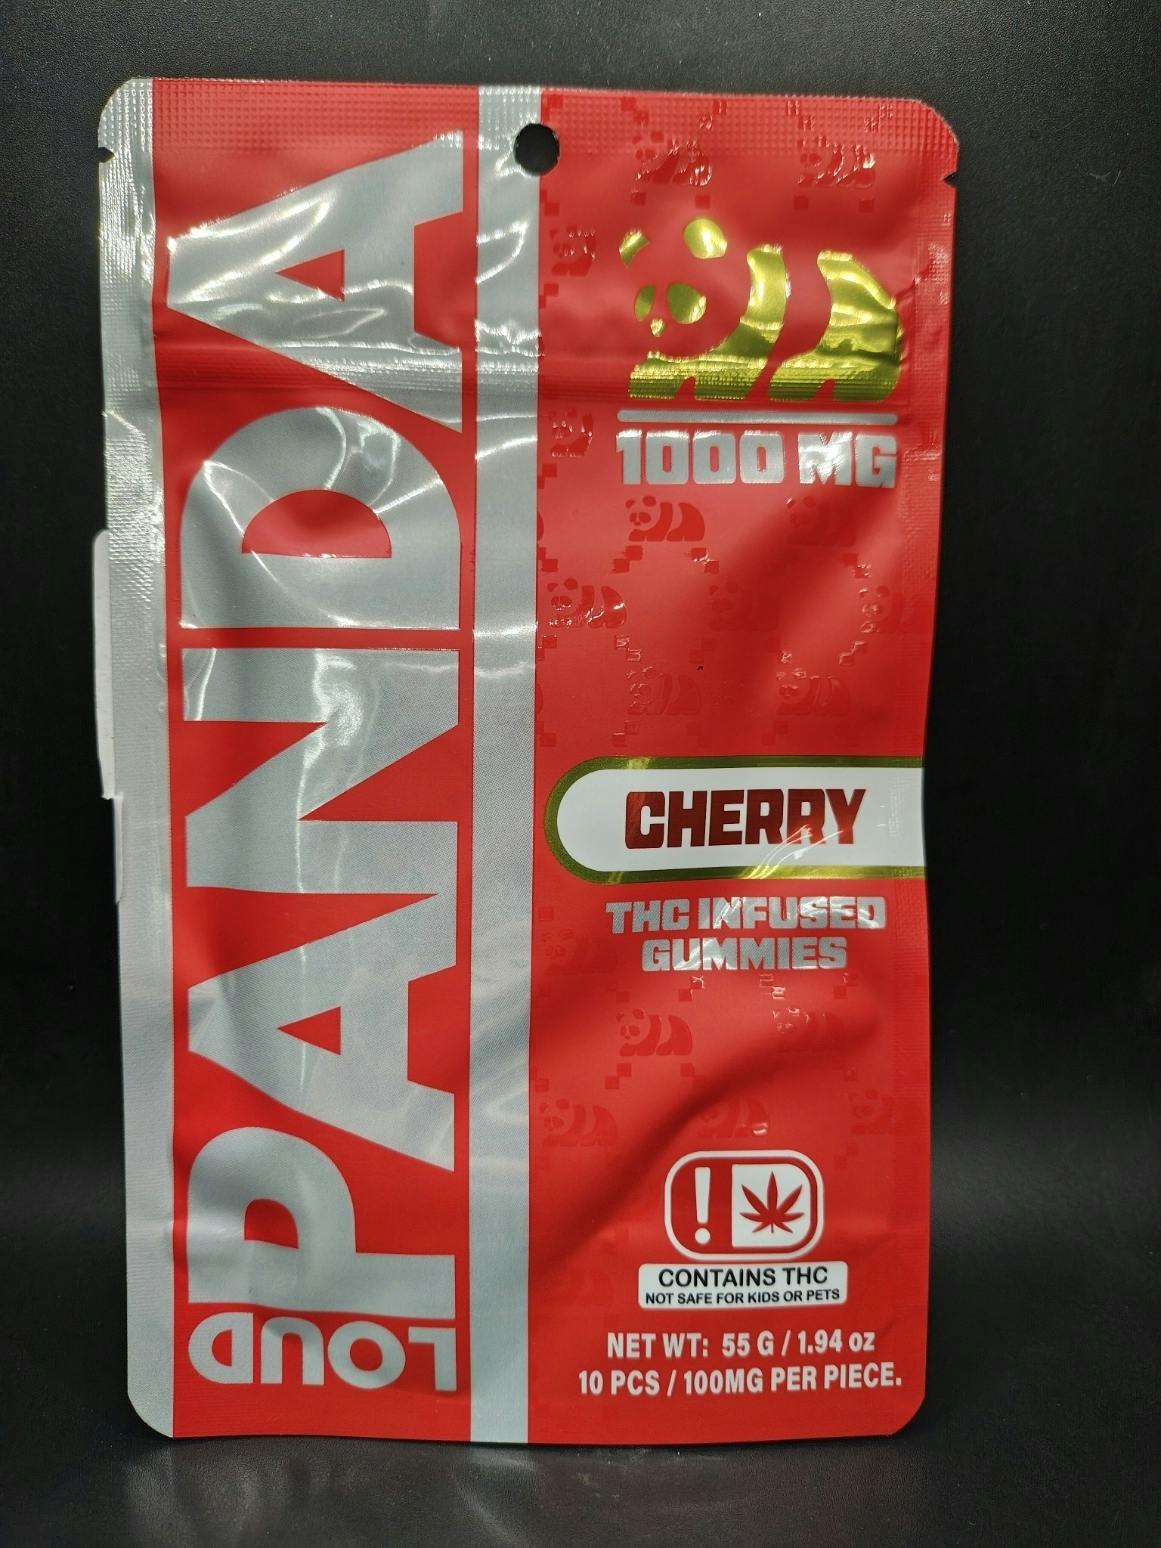 LOUD
PANDA
1000 MG
CHERRY
THC INFUSED
GUMMIES
!
CONTAINS THC
NOT SAFE FOR KIDS OR PETS
NET WT: 55 G / 1.94 oz
10 PCS / 100MG PER PIECE.